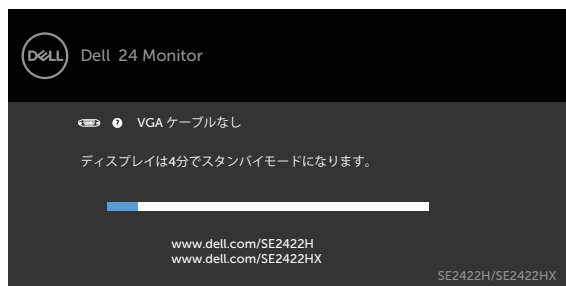 DELL Dell 24 Monitor
? VGA ケーブルなし
ディスプレイは4分でスタンバイモードになります。
www.dell.com/SE2422H
www.dell.com/SE2422HX
SE2422H/SE2422HX